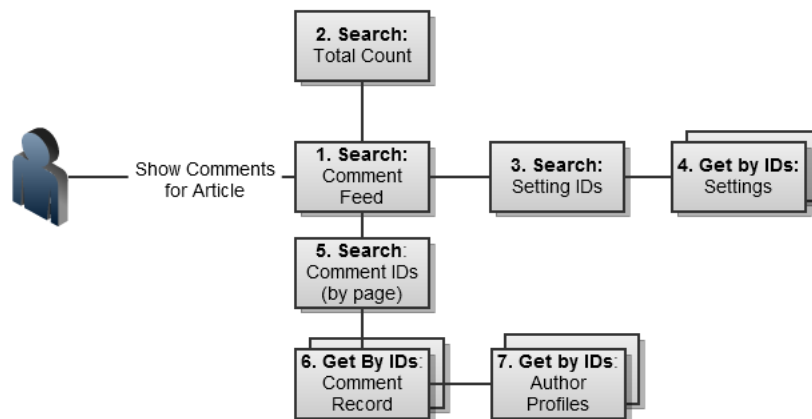 2. Search:
Total Count
Show Comments
for Article
1. Search:
Comment
Feed
3. Search:
Setting IDs
4. Get by IDs:
Settings
5. Search:
Comment IDs
(by page)
6. Get By IDs:
Comment
Record
7. Get by IDs:
Author
Profiles